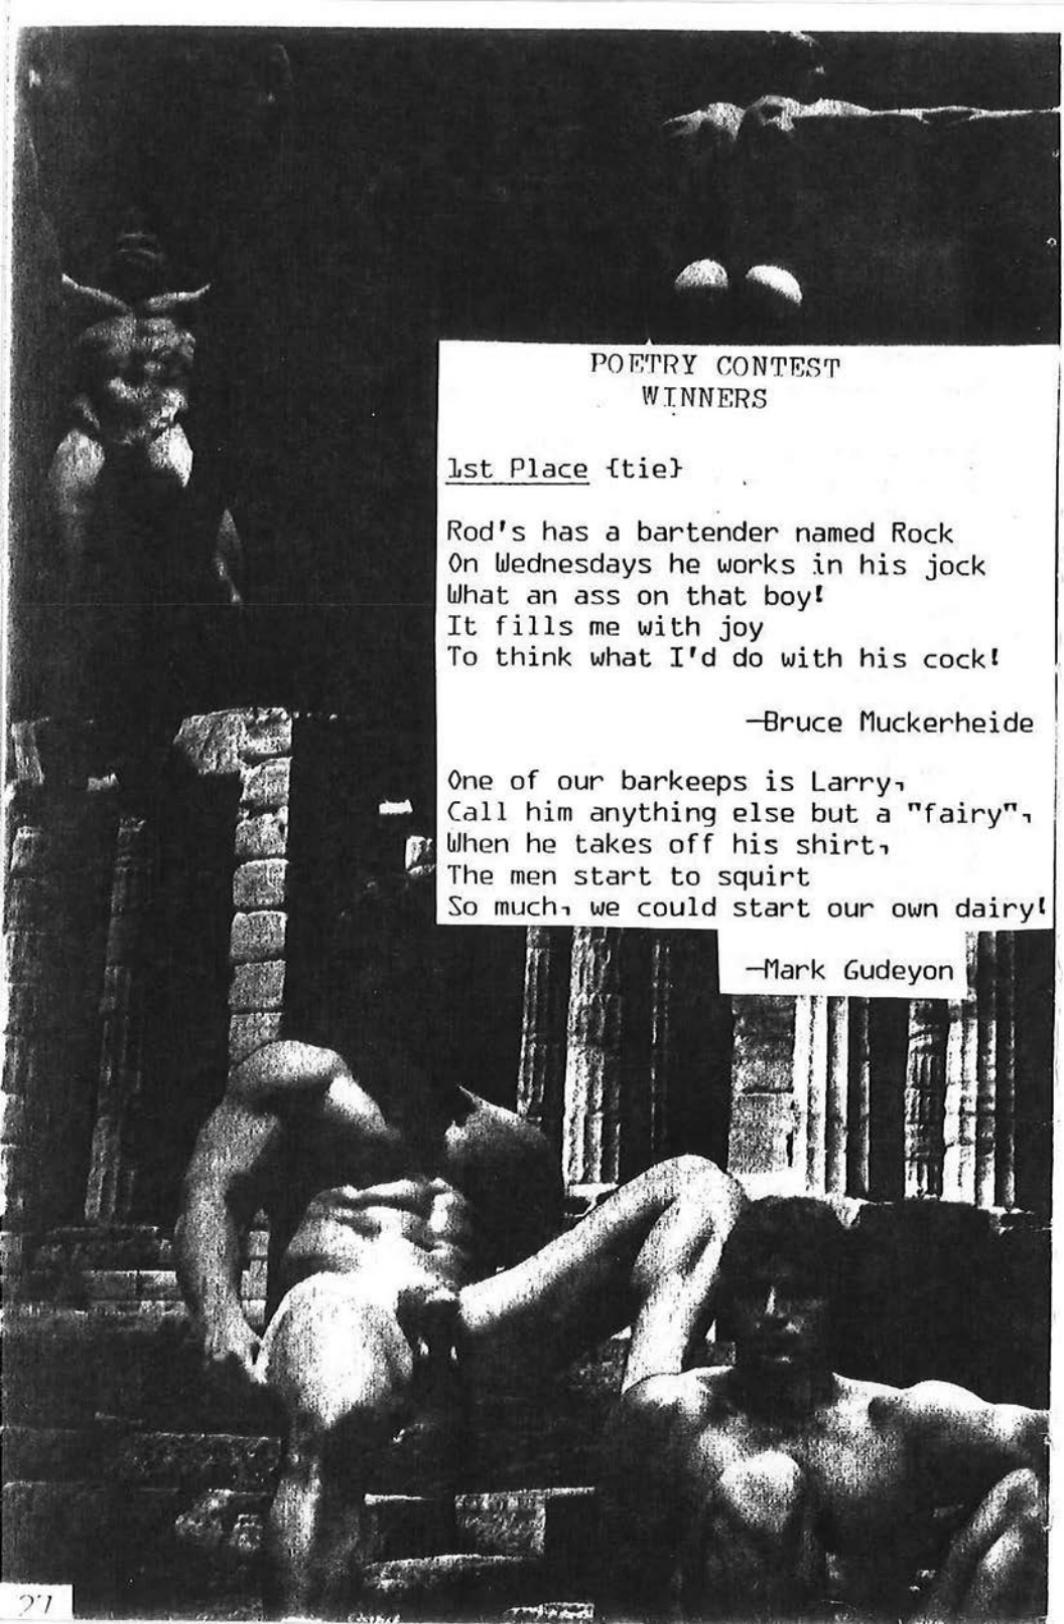 POETRY CONTEST
WINNERS
1st Place {tie}
Rod's has a bartender named Rock
On Wednesdays he works in his jock
What an ass on that boy!
It fills me with joy
To think what I'd do with his cock!
—Bruce Muckerheide
One of our barkeeps is Larry,
Call him anything else but a "fairy",
When he takes off his shirt,
The men start to squirt
So much, we could start our own dairy!
—Mark Gudeyon
27